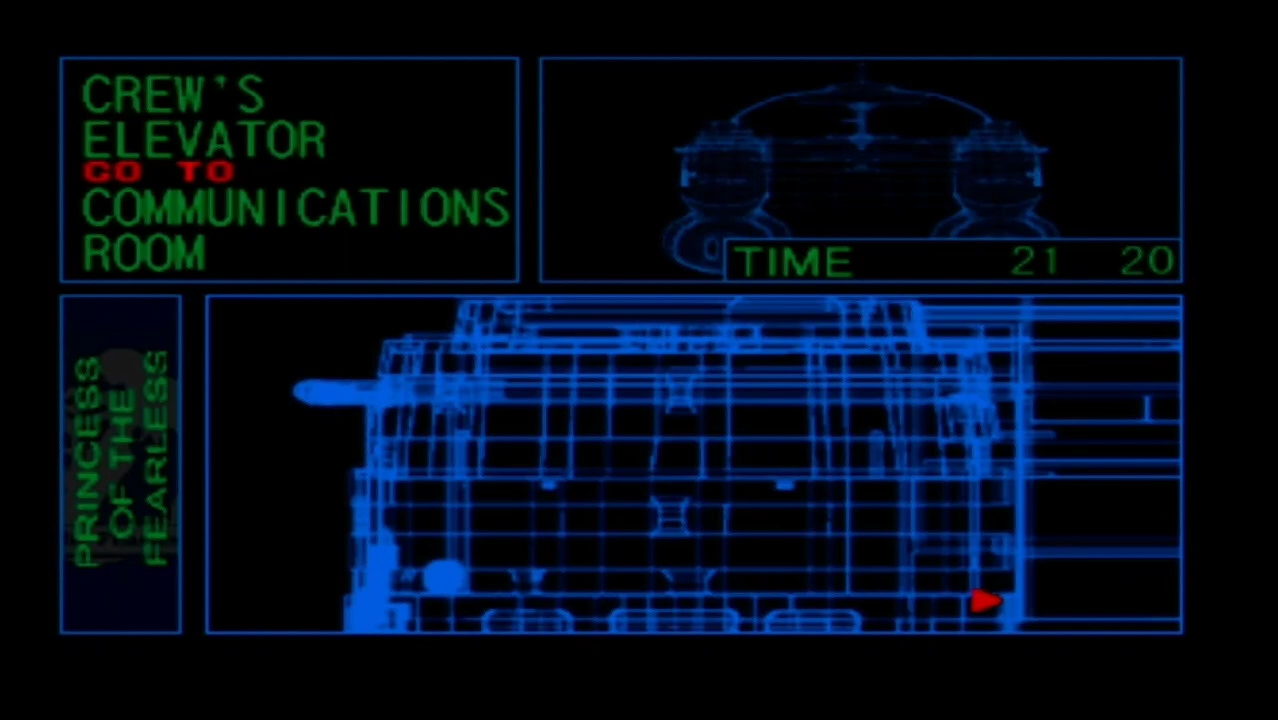 CREW'S
ELEVATOR
GO TO
COMMUNICATIONS
ROOM
TIME 21 20
PRINCESS
OF THE
FEARLESS